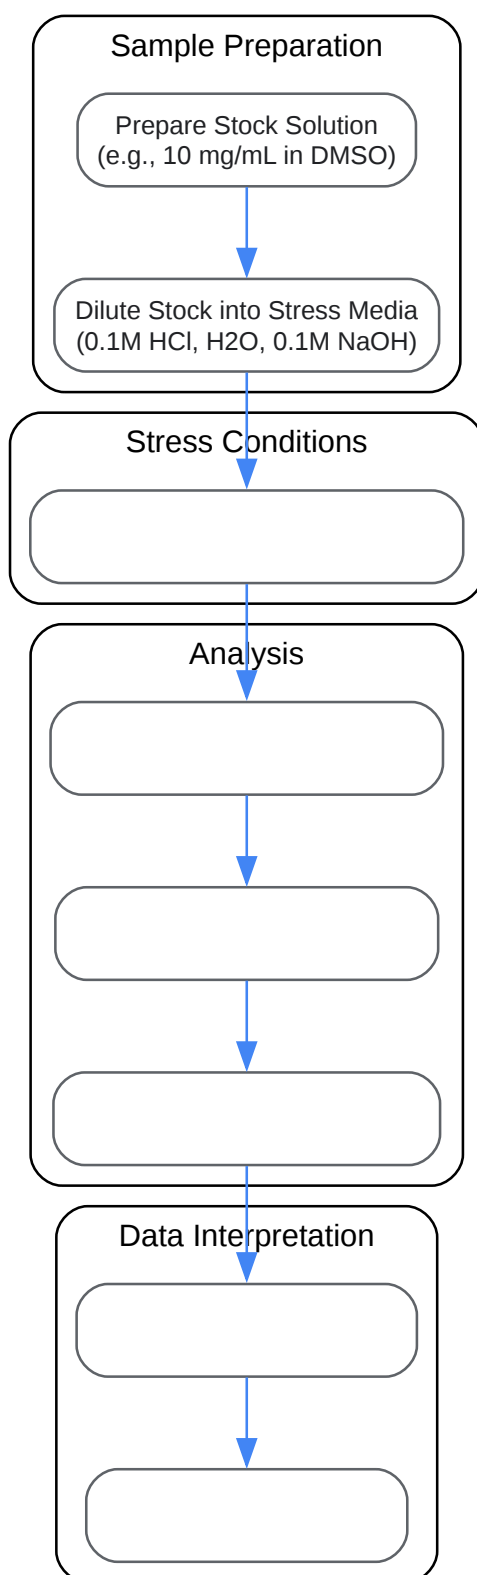 Sample Preparation
Prepare Stock Solution
(e.g., 10 mg/mL in DMSO)
Dilute Stock into Stress Media
(0.1M HCl, H2O, 0.1M NaOH)
Stress Conditions
Analysis
Data Interpretation